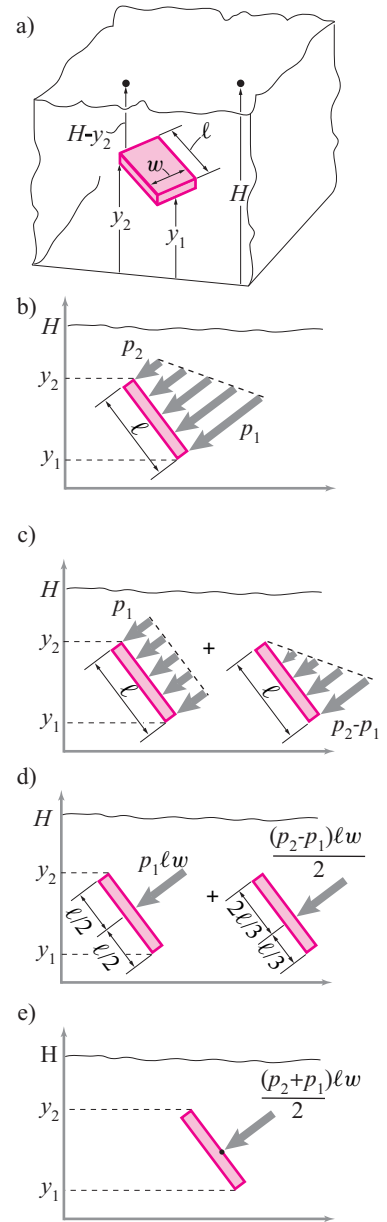 a)
H-y₂
ℓ
w
H
y₂
y₁
b)
H
p₂
y₂
ℓ
p₁
y₁
c)
H
p₁
y₂
+
ℓ
ℓ
y₁
p₂-p₁
d)
H
(p₂-p₁)ℓw
2
p₁ℓw
y₂
+
ℓ/2
2ℓ/3
ℓ/2
ℓ/3
y₁
e)
H
(p₂+p₁)ℓw
2
y₂
y₁